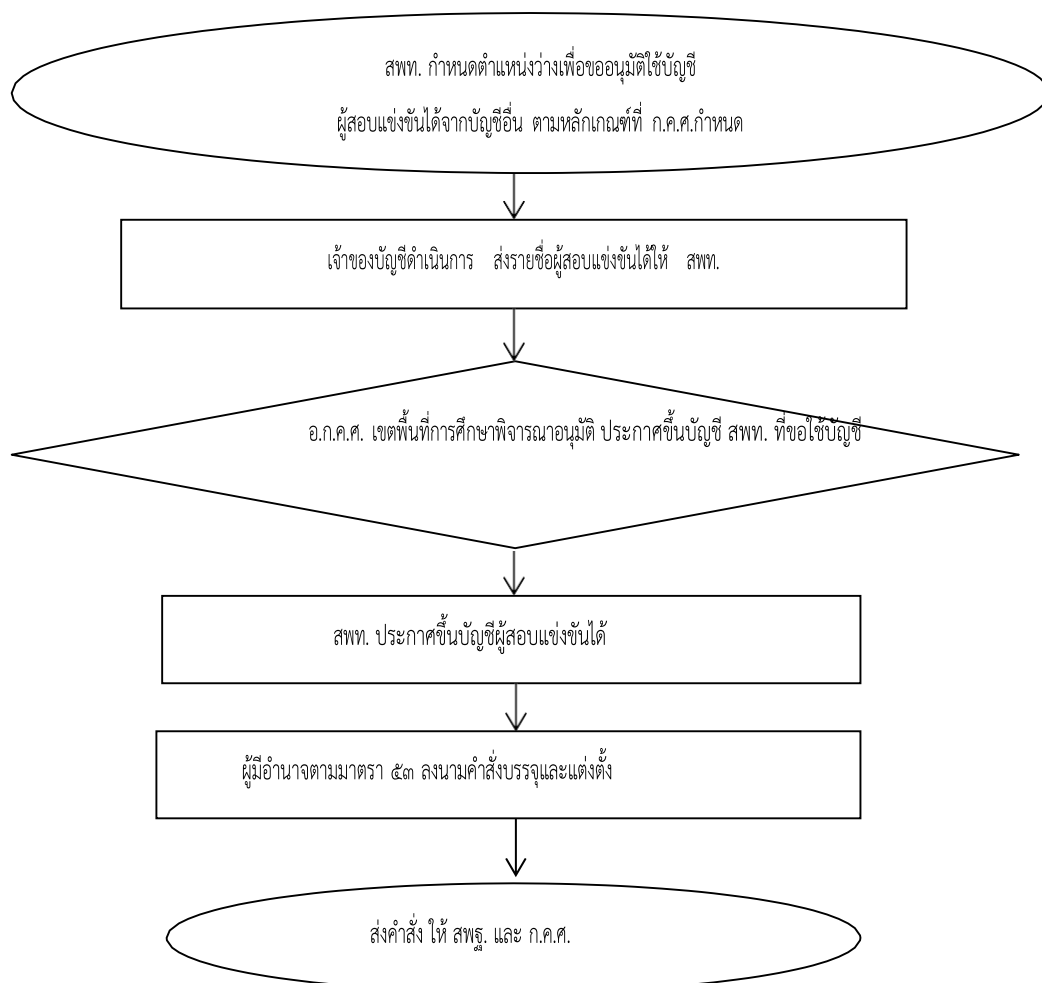 สพท. กำหนดตำแหน่งว่างเพื่อขออนุมัติใช้บัญชี
ผู้สอบแข่งขันได้จากบัญชีอื่น ตามหลักเกณฑ์ที่ ก.ค.ศ.กำหนด
เจ้าของบัญชีดำเนินการ ส่งรายชื่อผู้สอบแข่งขันได้ให้ สพท.
อ.ก.ค.ศ. เขตพื้นที่การศึกษาพิจารณาอนุมัติ ประกาศขึ้นบัญชี สพท. ที่ขอใช้บัญชี
สพท. ประกาศขึ้นบัญชีผู้สอบแข่งขันได้
ผู้มีอำนาจตามมาตรา ๕๓ ลงนามคำสั่งบรรจุและแต่งตั้ง
ส่งคำสั่ง ให้ สพฐ. และ ก.ค.ศ.